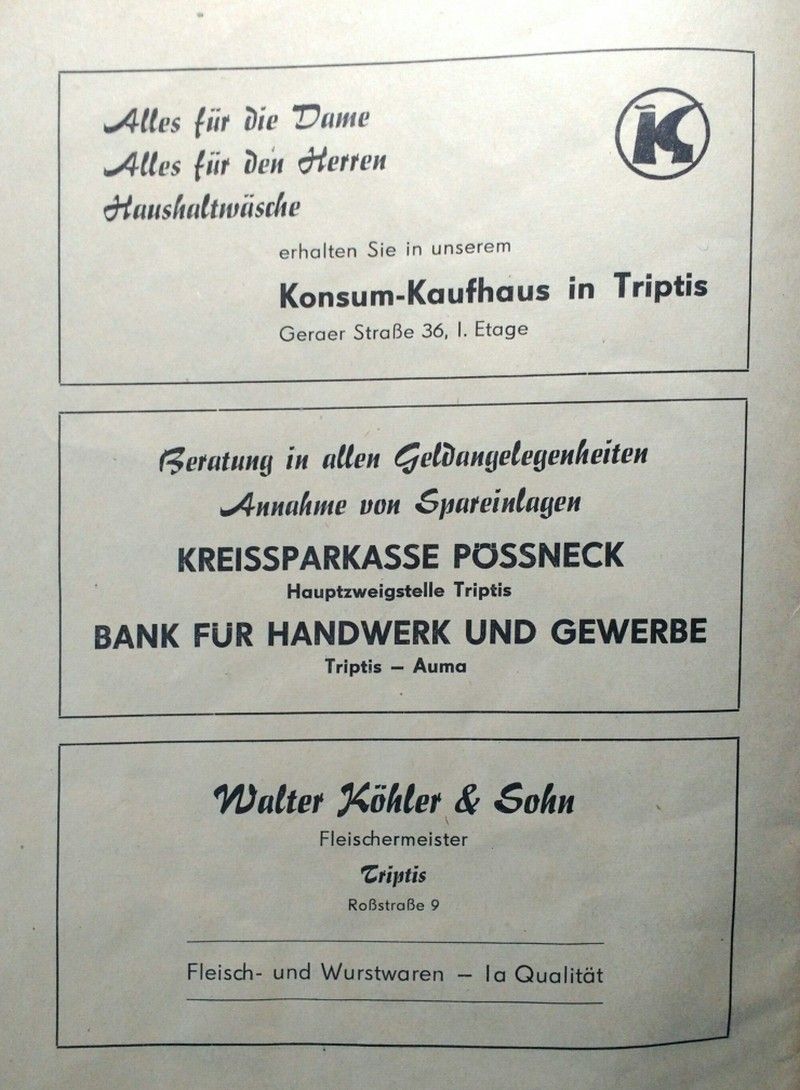 Alles für die Dame
Alles für den Herren
Haushaltwäsche
K
erhalten Sie in unserem
Konsum-Kaufhaus in Triptis
Geraer Straße 36, I. Etage
Beratung in allen Geldangelegenheiten
Annahme von Spareinlagen
KREISSPARKASSE PÖSSNECK
Hauptzweigstelle Triptis
BANK FÜR HANDWERK UND GEWERBE
Triptis – Auma
Walter Köhler & Sohn
Fleischermeister
Triptis
Roßstraße 9
Fleisch- und Wurstwaren – Ia Qualität